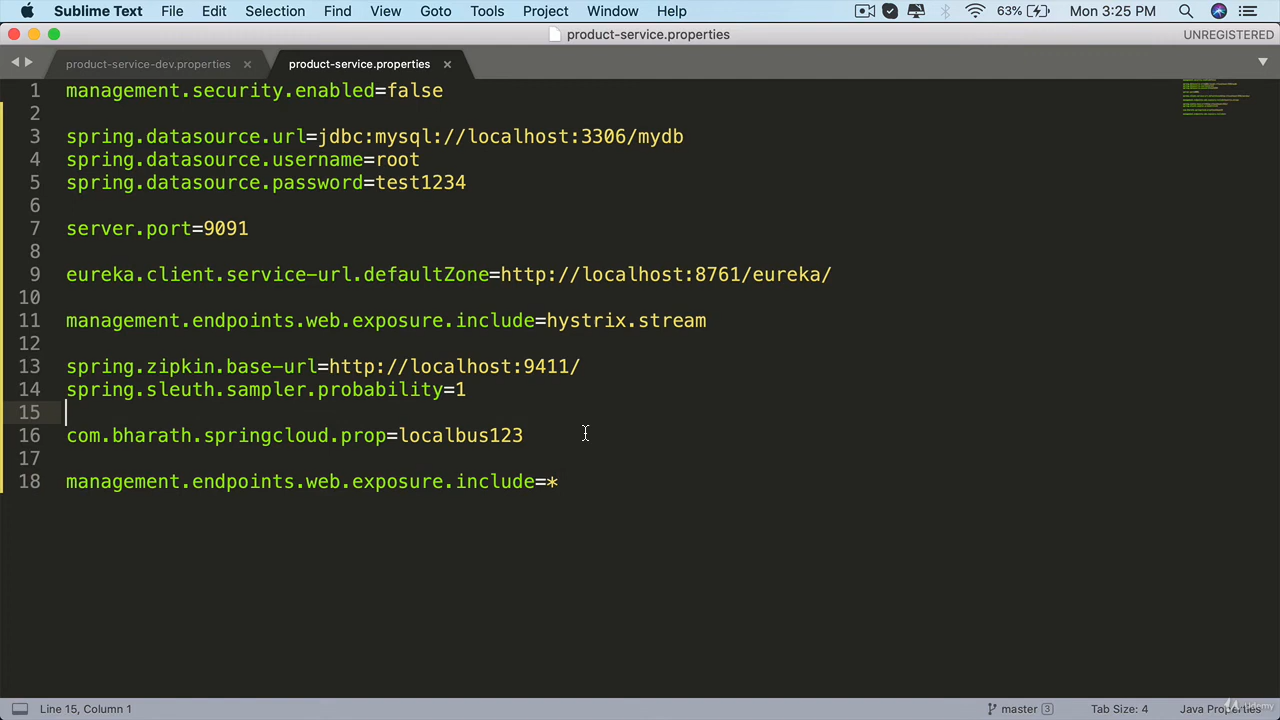 Sublime Text File Edit Selection Find View Goto Tools Project Window Help 63% Mon 3:25 PM
product-service.properties UNREGISTERED
product-service-dev.properties product-service.properties
1 management.security.enabled=false
2
3 spring.datasource.url=jdbc:mysql://localhost:3306/mydb
4 spring.datasource.username=root
5 spring.datasource.password=test1234
6
7 server.port=9091
8
9 eureka.client.service-url.defaultZone=http://localhost:8761/eureka/
10
11 management.endpoints.web.exposure.include=hystrix.stream
12
13 spring.zipkin.base-url=http://localhost:9411/
14 spring.sleuth.sampler.probability=1
15
16 com.bharath.springcloud.prop=localbus123
17
18 management.endpoints.web.exposure.include=*
Line 15, Column 1 master 3 Tab Size: 4 Java Properties
Udemy